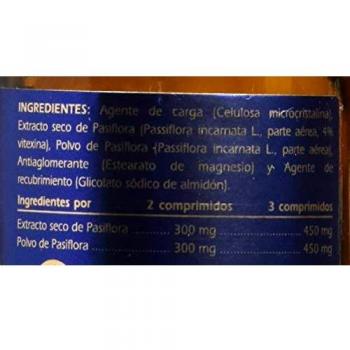 INGREDIENTES: Agente de carga (Celulosa microcristalina),
Extracto seco de Pasiflora (Passiflora incarnata L., parte aérea, 4%
vitexina), Polvo de Pasiflora (Passiflora incarnata L., parte aérea),
Antiaglomerante (Estearato de magnesio) y Agente de
recubrimiento (Glicolato sódico de almidón).
Ingredientes por 2 comprimidos 3 comprimidos
Extracto seco de Pasiflora 300 mg 450 mg
Polvo de Pasiflora 300 mg 450 mg